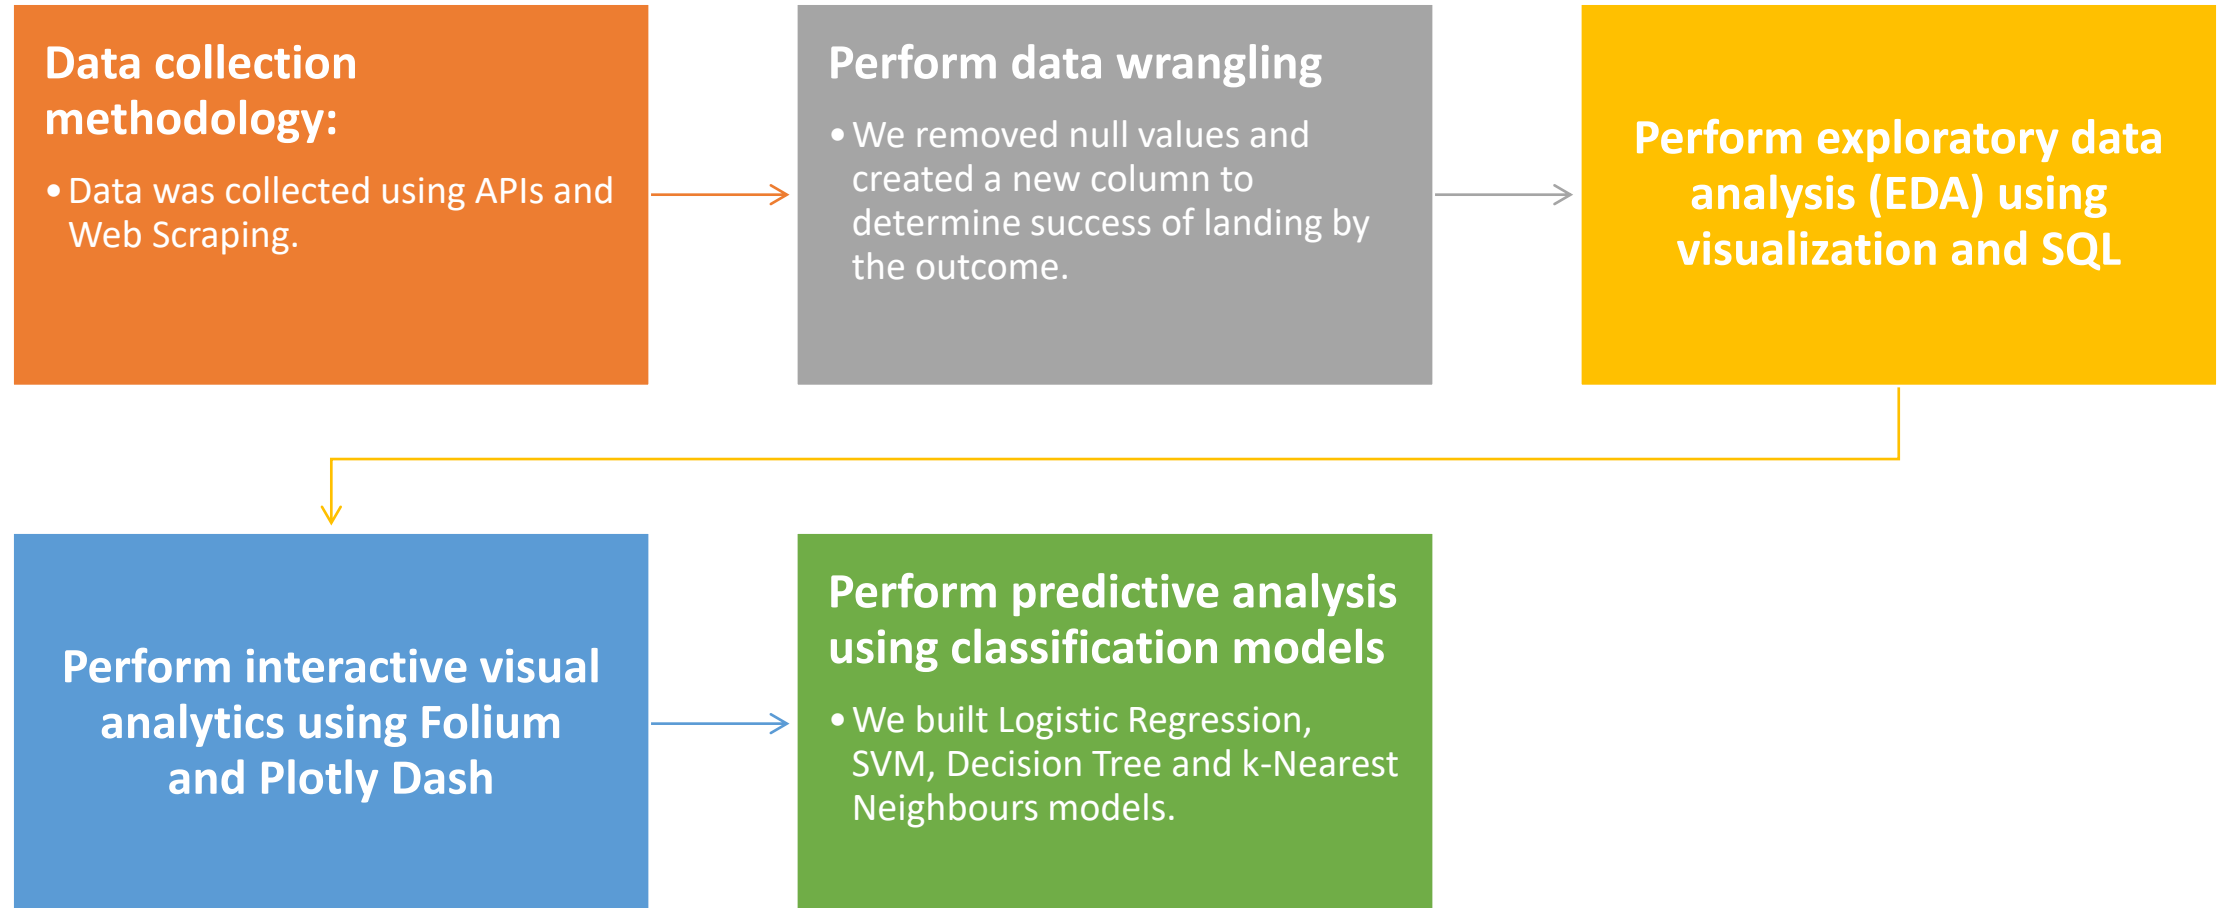 Data collection
methodology:
• Data was collected using APIs and
Web Scraping.
Perform data wrangling
• We removed null values and
created a new column to
determine success of landing by
the outcome.
Perform exploratory data
analysis (EDA) using
visualization and SQL
Perform interactive visual
analytics using Folium
and Plotly Dash
Perform predictive analysis
using classification models
• We built Logistic Regression,
SVM, Decision Tree and k-Nearest
Neighbours models.